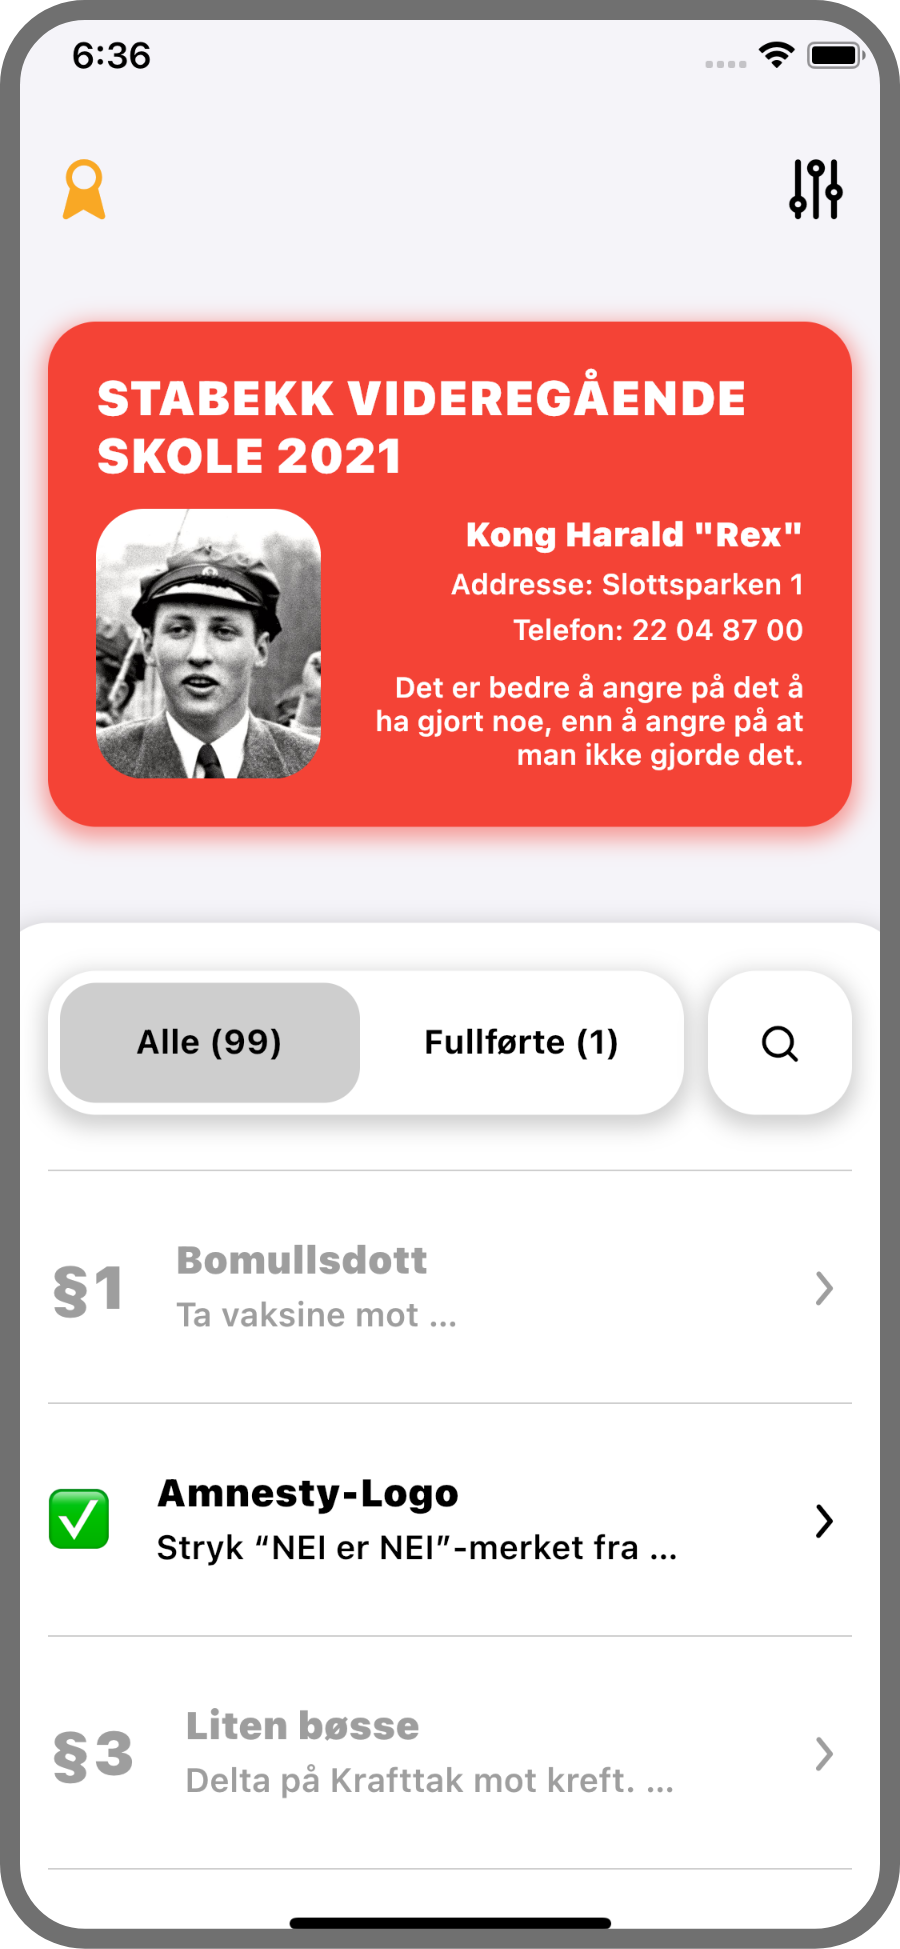 6:36
STABEKK VIDEREGÅENDE
SKOLE 2021
Kong Harald "Rex"
Addresse: Slottsparken 1
Telefon: 22 04 87 00
Det er bedre å angre på det å
ha gjort noe, enn å angre på at
man ikke gjorde det.
Alle (99)
Fullførte (1)
§1
Bomullsdott
Ta vaksine mot ...
Amnesty-Logo
Stryk “NEI er NEI”-merket fra ...
§3
Liten bøsse
Delta på Krafttak mot kreft. ...